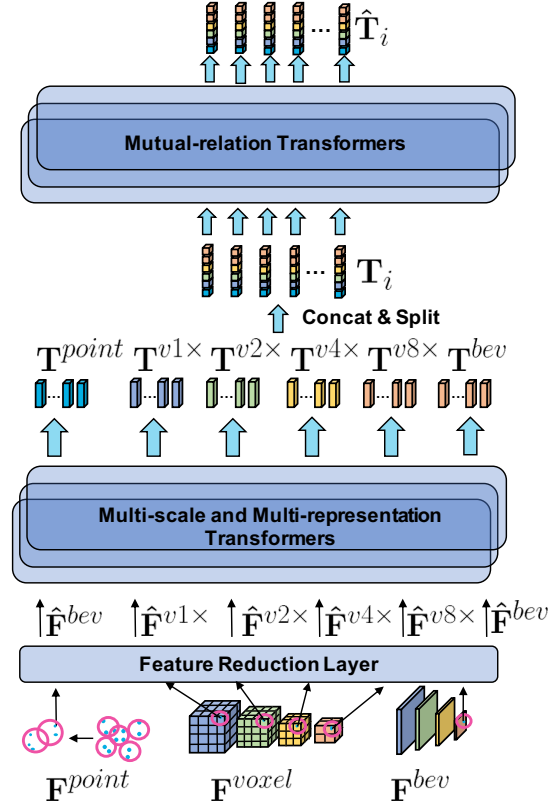 ... T̂_i
Mutual-relation Transformers
... T_i
Concat & Split
T^{point} T^{v1×} T^{v2×} T^{v4×} T^{v8×} T^{bev}
... ... ... ... ... ...
Multi-scale and Multi-representation
Transformers
F̂^{bev} F̂^{v1×} F̂^{v2×} F̂^{v4×} F̂^{v8×} F̂^{bev}
Feature Reduction Layer
F^{point} F^{voxel} F^{bev}